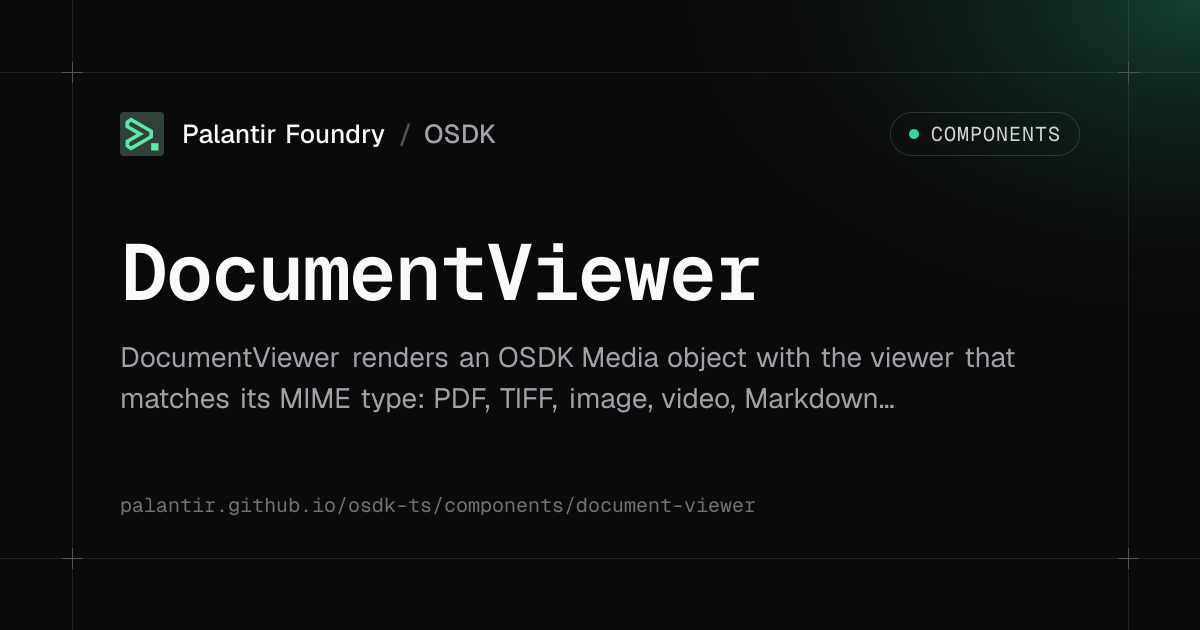 Palantir Foundry / OSDK
COMPONENTS
DocumentViewer
DocumentViewer renders an OSDK Media object with the viewer that
matches its MIME type: PDF, TIFF, image, video, Markdown…
palantir.github.io/osdk-ts/components/document-viewer